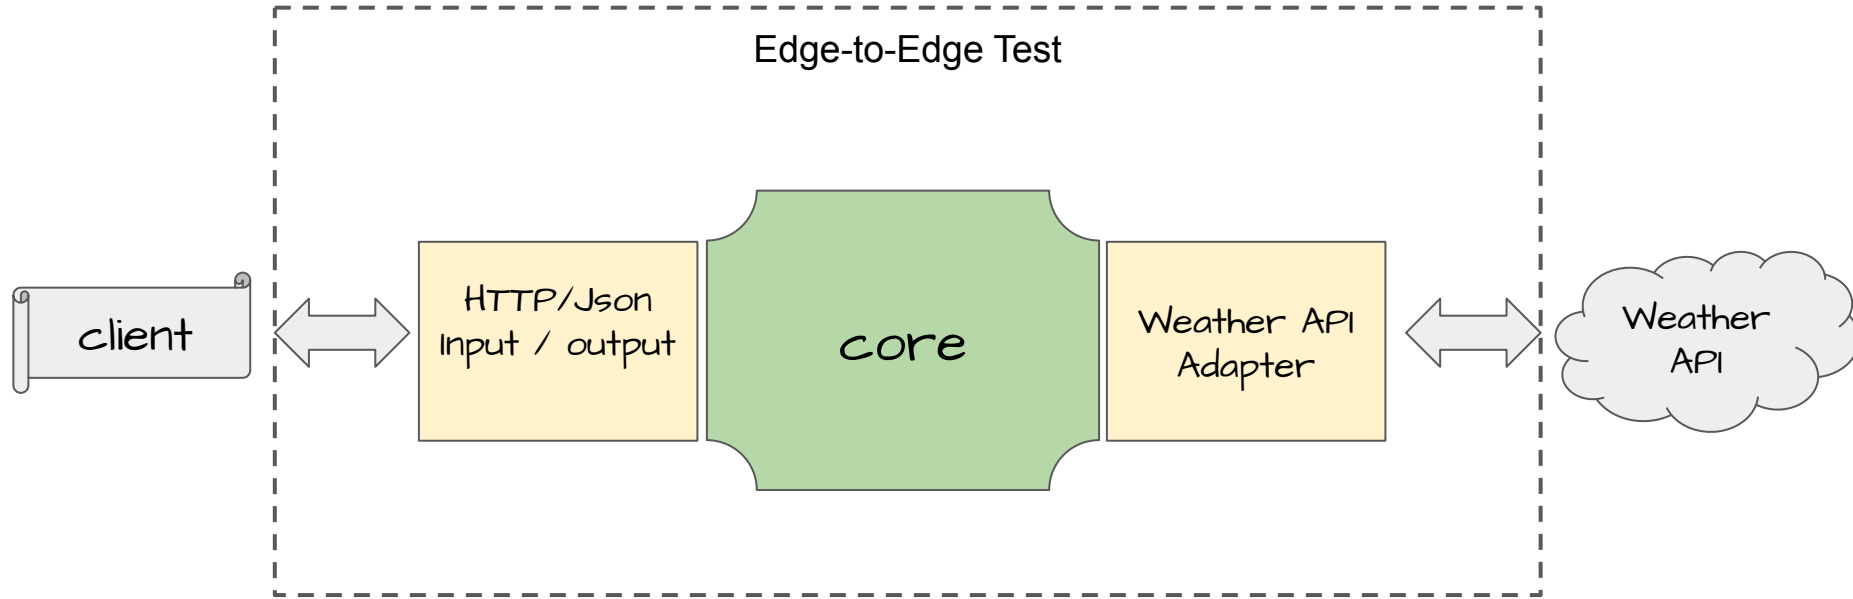 Edge-to-Edge Test
client
HTTP/Json
Input / output
core
Weather API
Adapter
Weather
API